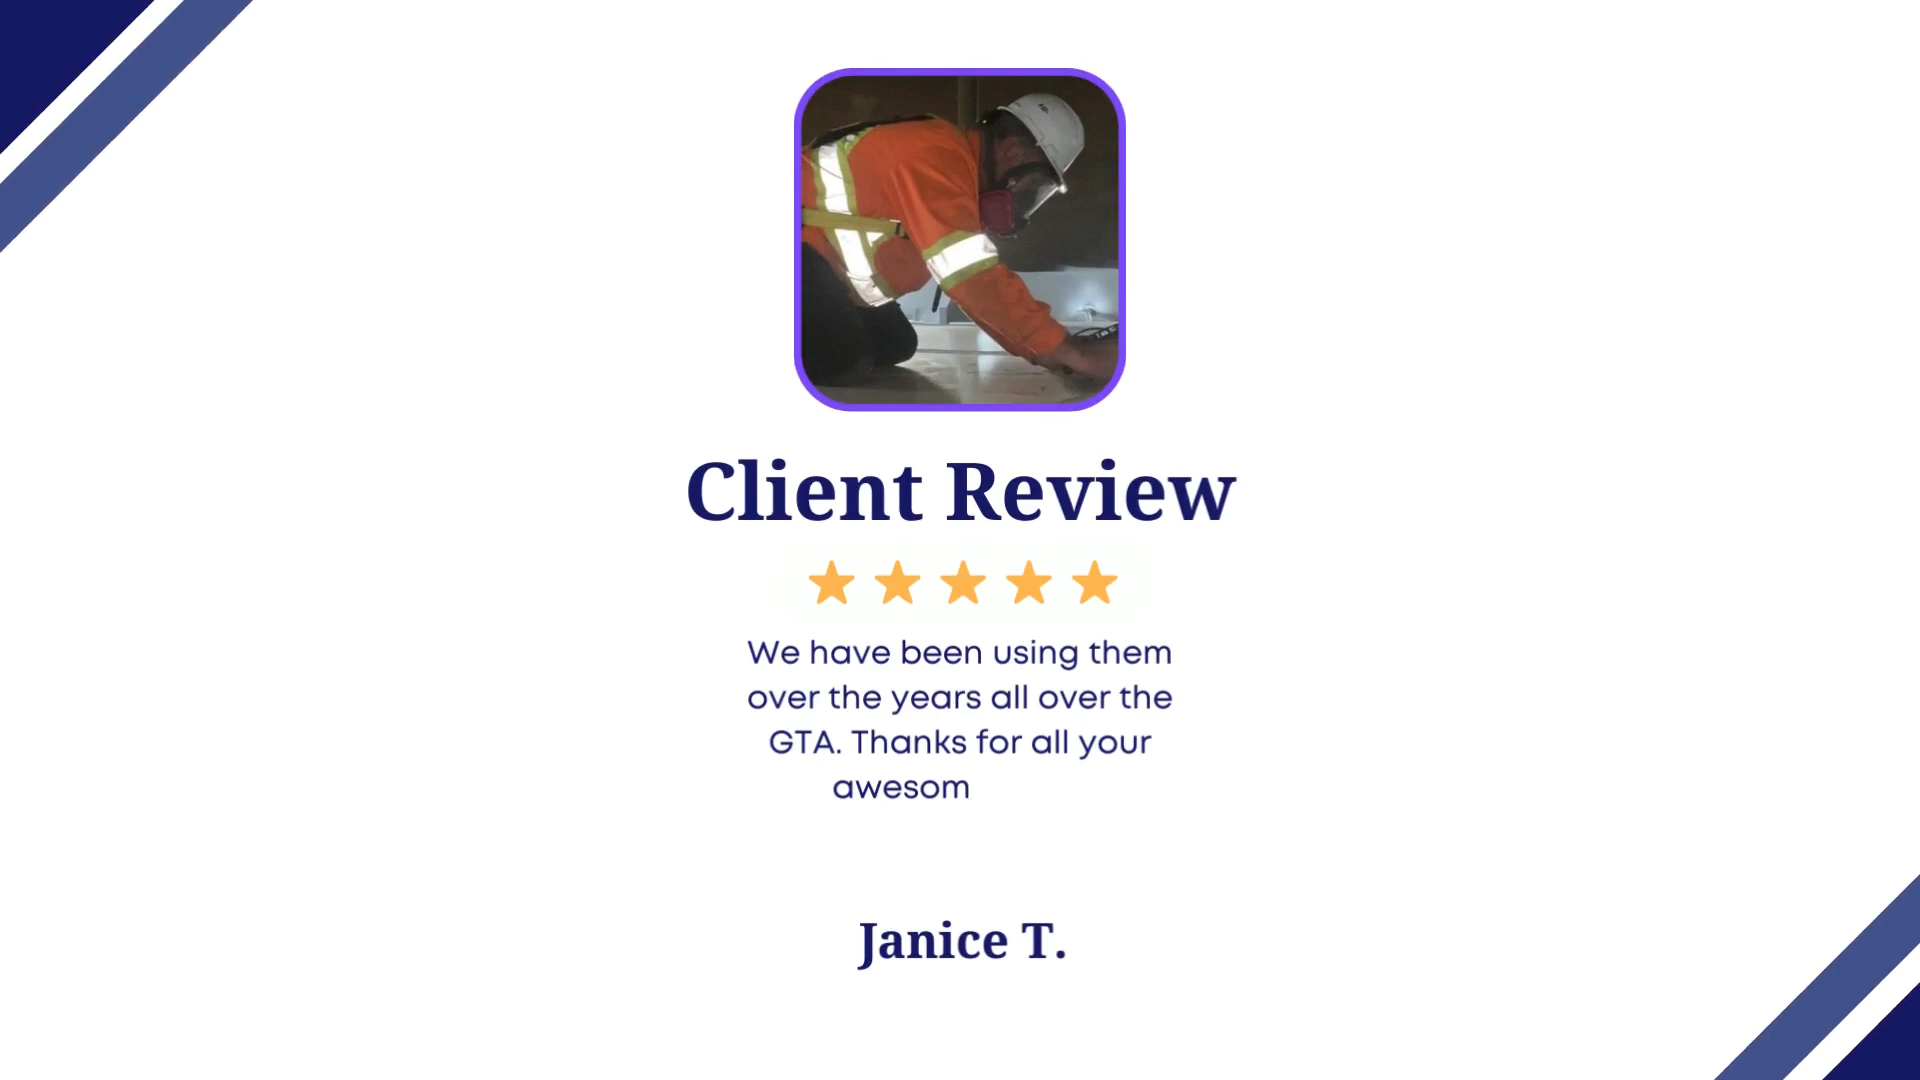 Client Review
We have been using them
over the years all over the
GTA. Thanks for all your
awesom
Janice T.